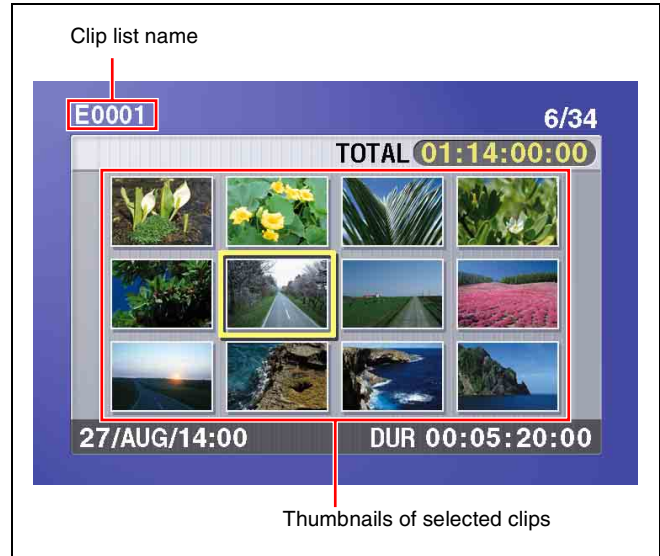 Clip list name
E0001
6/34
TOTAL 01:14:00:00
27/AUG/14:00
DUR 00:05:20:00
Thumbnails of selected clips